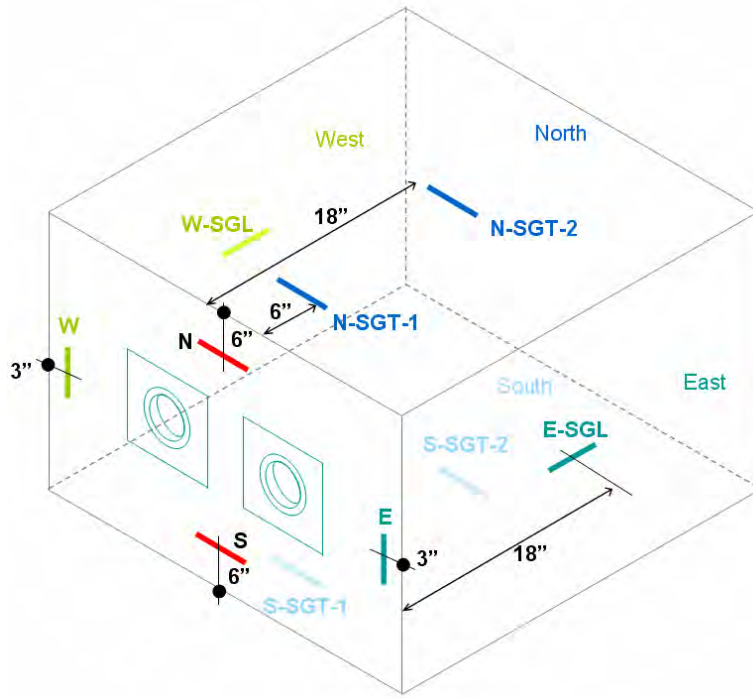 West
North
W-SGL
18”
N-SGT-2
6”
N-SGT-1
W
N
6”
3”
South
East
S-SGT-2
E-SGL
E
S
3”
18”
6”
S-SGT-1